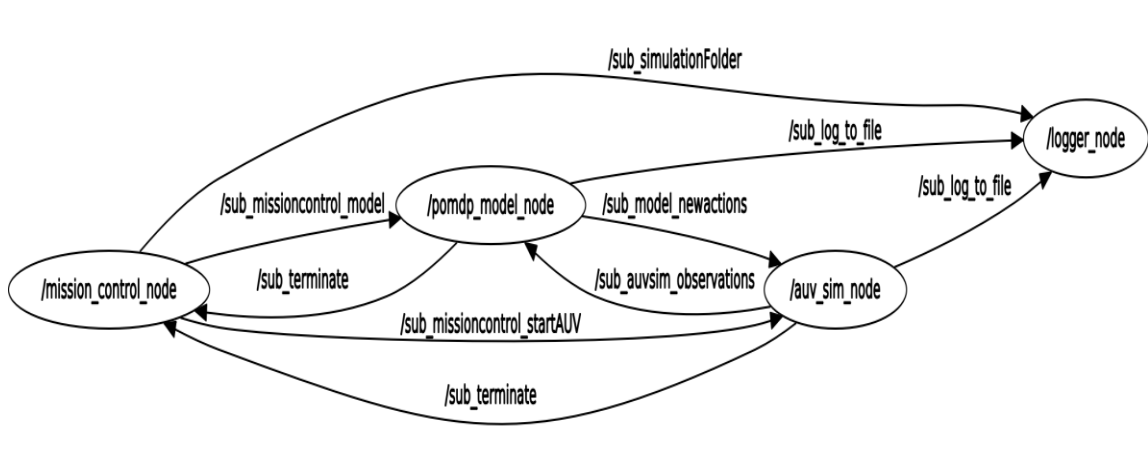 /sub_simulationFolder
/sub_log_to_file
/logger_node
/sub_log_to_file
/sub_missioncontrol_model
/pomdp_model_node
/sub_model_newactions
/mission_control_node
/sub_terminate
/sub_auvsim_observations
/auv_sim_node
/sub_missioncontrol_startAUV
/sub_terminate